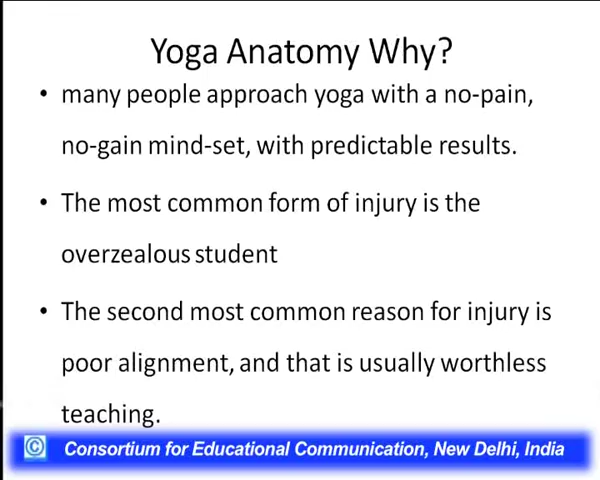 Yoga Anatomy Why?
• many people approach yoga with a no-pain,
no-gain mind-set, with predictable results.
• The most common form of injury is the
overzealous student
• The second most common reason for injury is
poor alignment, and that is usually worthless
teaching.
© Consortium for Educational Communication, New Delhi, India